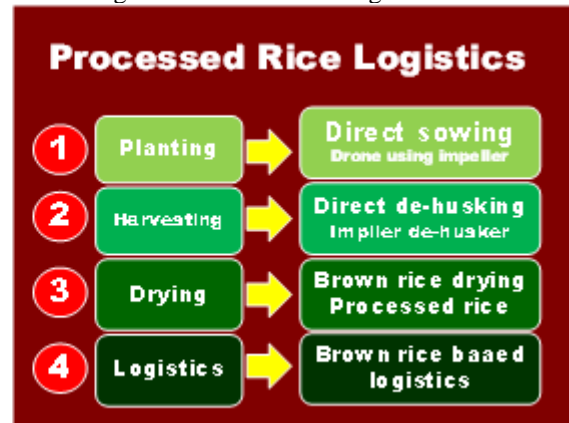 Processed Rice Logistics
1 Planting Direct sowing
Drone using impeller
2 Harvesting Direct de-husking
Implier de-husker
3 Drying Brown rice drying
Processed rice
4 Logistics Brown rice baaed
logistics